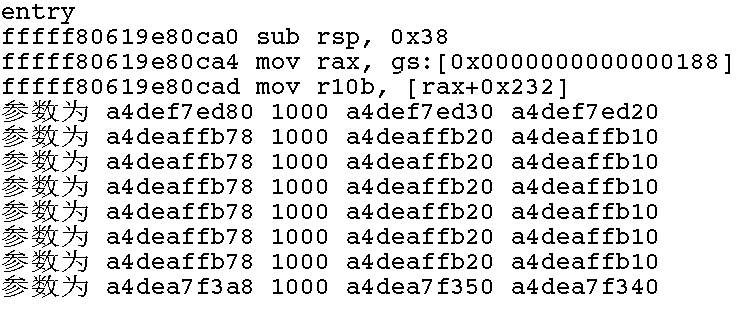 entry
fffff80619e80ca0 sub rsp, 0x38
fffff80619e80ca4 mov rax, gs:[0x0000000000000188]
fffff80619e80cad mov r10b, [rax+0x232]
参数为 a4def7ed80 1000 a4def7ed30 a4def7ed20
参数为 a4deaffb78 1000 a4deaffb20 a4deaffb10
参数为 a4deaffb78 1000 a4deaffb20 a4deaffb10
参数为 a4deaffb78 1000 a4deaffb20 a4deaffb10
参数为 a4deaffb78 1000 a4deaffb20 a4deaffb10
参数为 a4deaffb78 1000 a4deaffb20 a4deaffb10
参数为 a4deaffb78 1000 a4deaffb20 a4deaffb10
参数为 a4dea7f3a8 1000 a4dea7f350 a4dea7f340